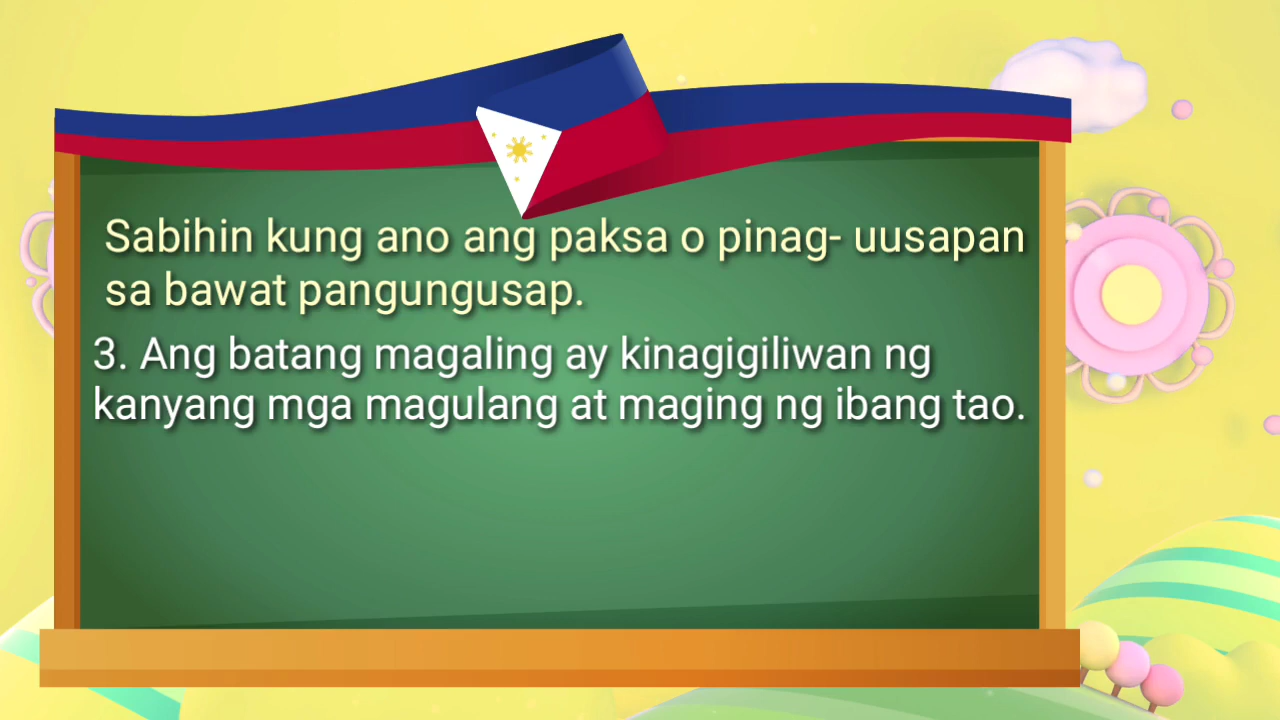 Sabihin kung ano ang paksa o pinag- uusapan
sa bawat pangungusap.
3. Ang batang magaling ay kinagigiliwan ng
kanyang mga magulang at maging ng ibang tao.